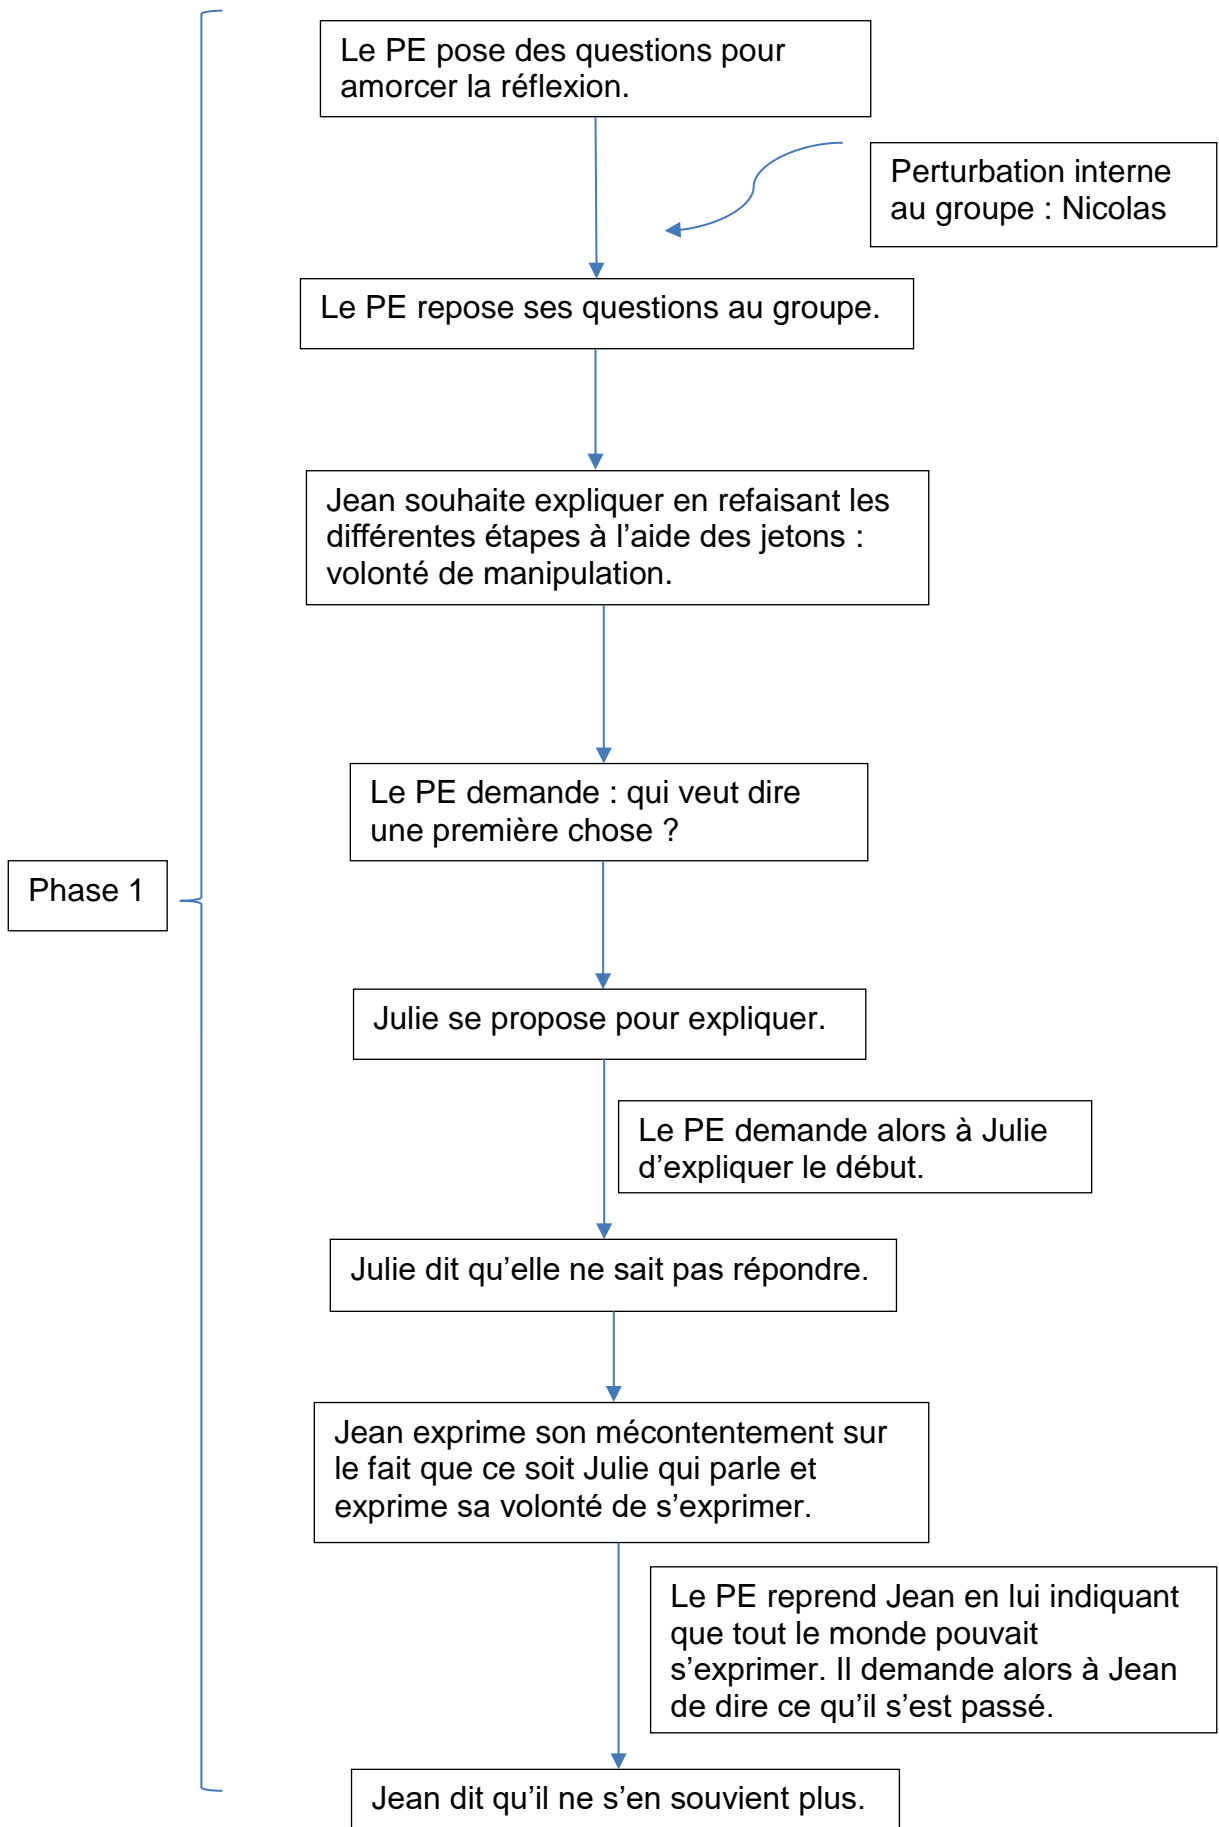 Le PE pose des questions pour
amorcer la réflexion.
Perturbation interne
au groupe : Nicolas
Le PE repose ses questions au groupe.
Jean souhaite expliquer en refaisant les
différentes étapes à l’aide des jetons :
volonté de manipulation.
Le PE demande : qui veut dire
une première chose ?
Phase 1
Julie se propose pour expliquer.
Le PE demande alors à Julie
d’expliquer le début.
Julie dit qu’elle ne sait pas répondre.
Jean exprime son mécontentement sur
le fait que ce soit Julie qui parle et
exprime sa volonté de s’exprimer.
Le PE reprend Jean en lui indiquant
que tout le monde pouvait
s’exprimer. Il demande alors à Jean
de dire ce qu’il s’est passé.
Jean dit qu’il ne s’en souvient plus.